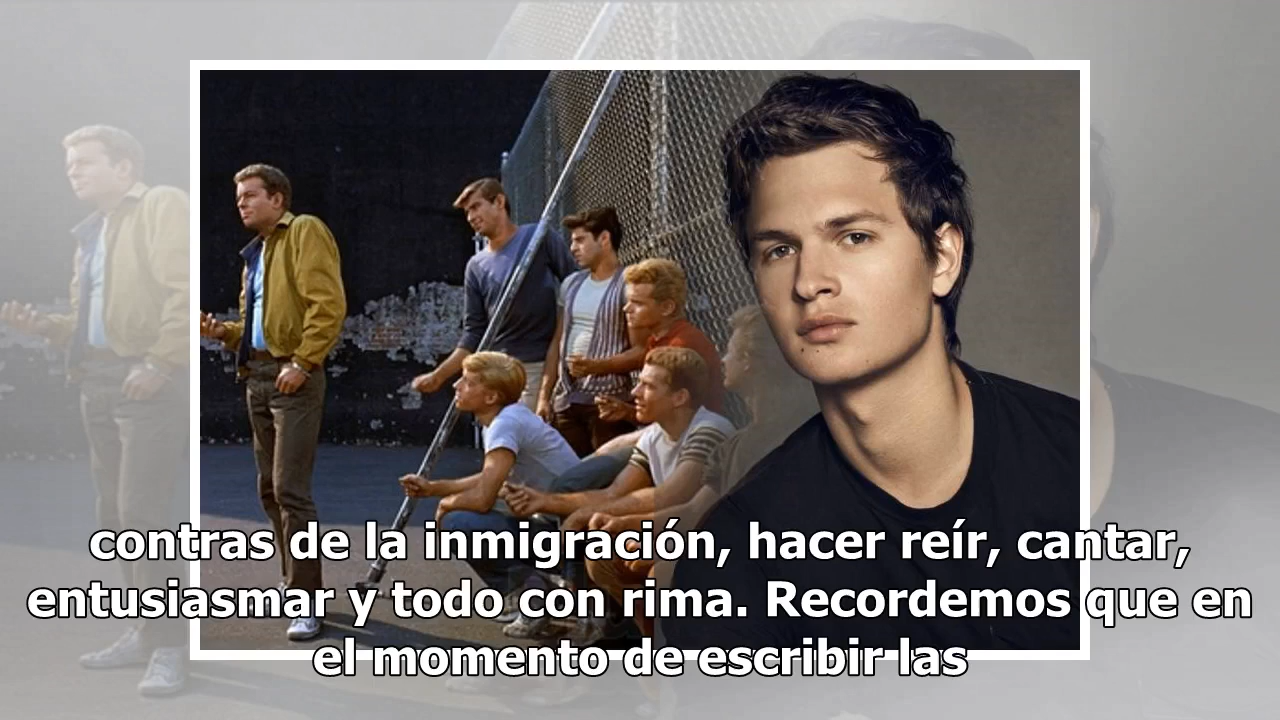 contras de la inmigración, hacer reír, cantar,
entusiasmar y todo con rima. Recordemos que en
el momento de escribir las